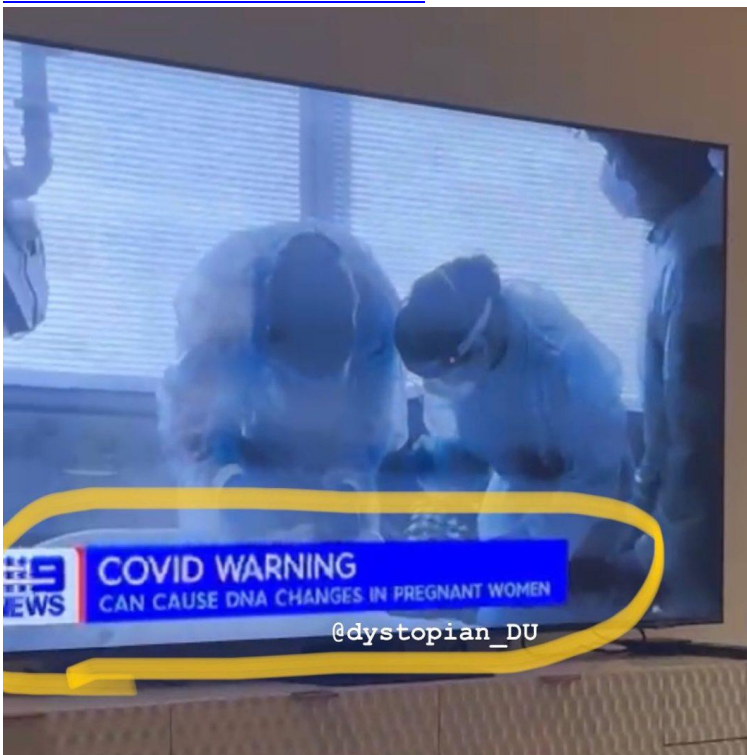 COVID WARNING
9
NEWS
CAN CAUSE DNA CHANGES IN PREGNANT WOMEN
@dystopian_DU